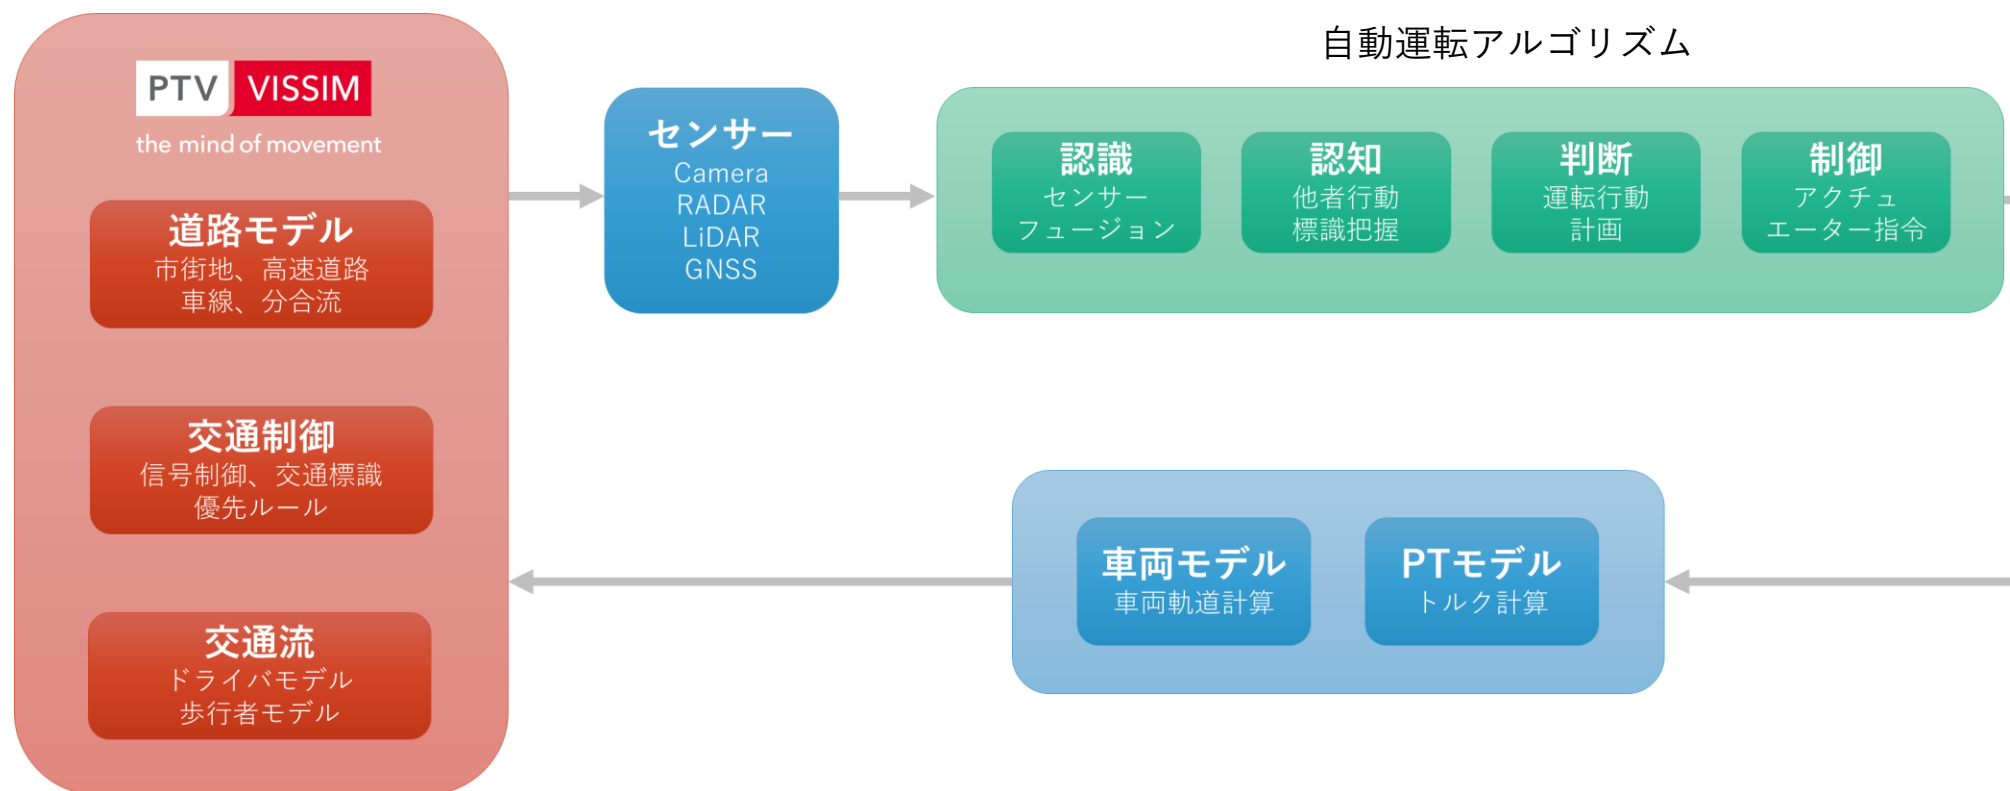 PTV VISSIM
the mind of movement
道路モデル
市街地、高速道路
車線、分合流
交通制御
信号制御、交通標識
優先ルール
交通流
ドライバモデル
歩行者モデル
センサー
Camera
RADAR
LiDAR
GNSS
自動運転アルゴリズム
認識
センサー
フュージョン
認知
他者行動
標識把握
判断
運転行動
計画
制御
アクチュ
エーター指令
車両モデル
車両軌道計算
PTモデル
トルク計算